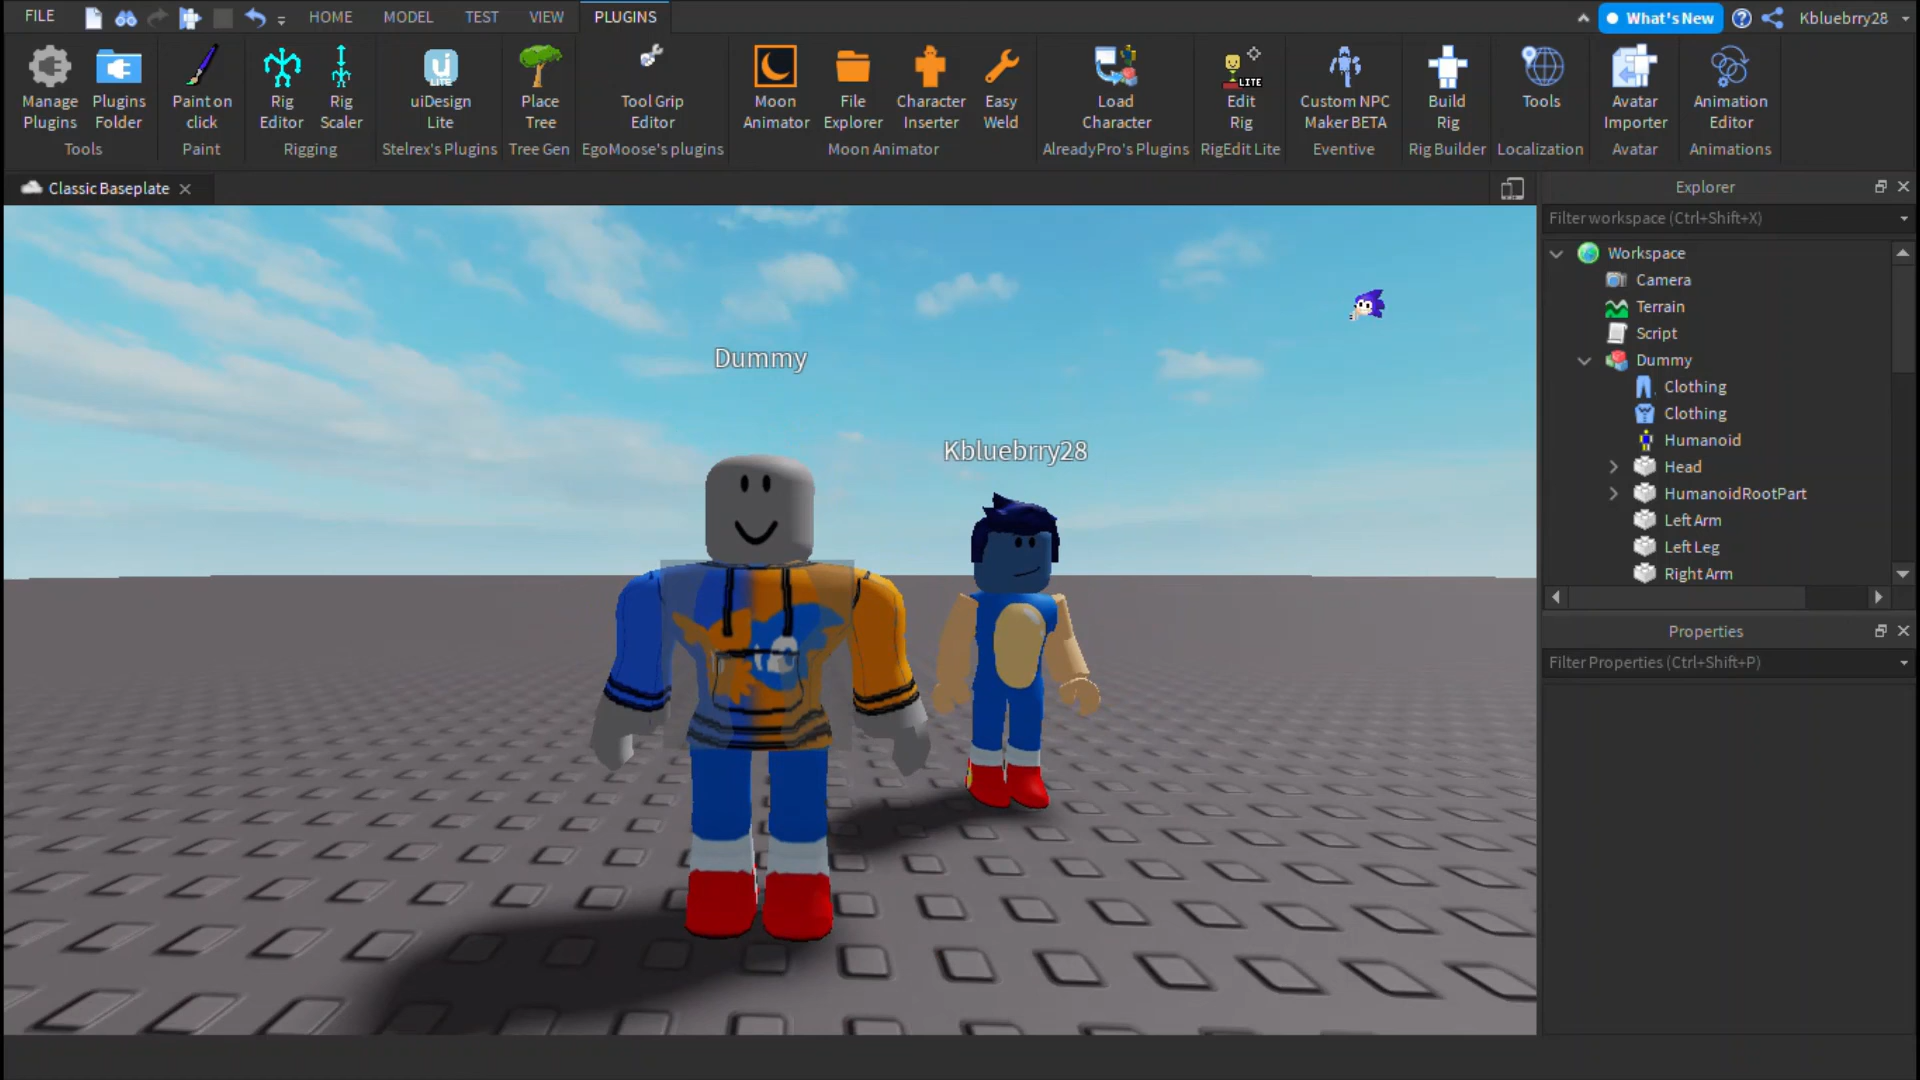 FILE HOME MODEL TEST VIEW PLUGINS What's New Kbluebrry28
Manage Plugins
Plugins Folder
Tools
Paint on click
Paint
Rig Editor
Rig Scaler
Rigging
ui LITE
uiDesign Lite
Stelrex's Plugins
Place Tree
Tree Gen
Tool Grip Editor
EgoMoose's plugins
Moon Animator
File Explorer
Character Inserter
Easy Weld
Moon Animator
Load Character
AlreadyPro's Plugins
LITE
Edit Rig
RigEdit Lite
Custom NPC Maker BETA
Eventive
Build Rig
Rig Builder
Tools
Localization
Avatar Importer
Avatar
Animation Editor
Animations
Classic Baseplate
Dummy
Kbluebrry28
Explorer
Filter workspace (Ctrl+Shift+X)
Workspace
Camera
Terrain
Script
Dummy
Clothing
Clothing
Humanoid
Head
HumanoidRootPart
Left Arm
Left Leg
Right Arm
Properties
Filter Properties (Ctrl+Shift+P)